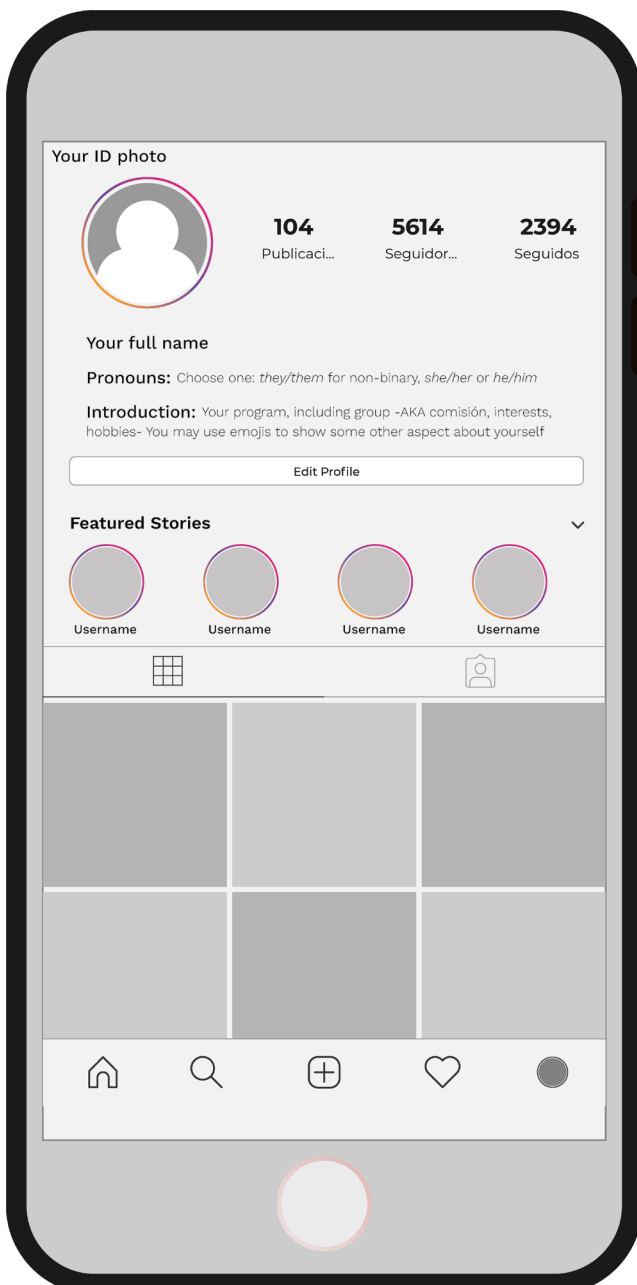 Your ID photo
104 5614 2394
Publicaci... Seguidor... Seguidos
Your full name
Pronouns: Choose one: they/them for non-binary, she/her or he/him
Introduction: Your program, including group -AKA comisión, interests,
hobbies- You may use emojis to show some other aspect about yourself
Edit Profile
Featured Stories
Username Username Username Username